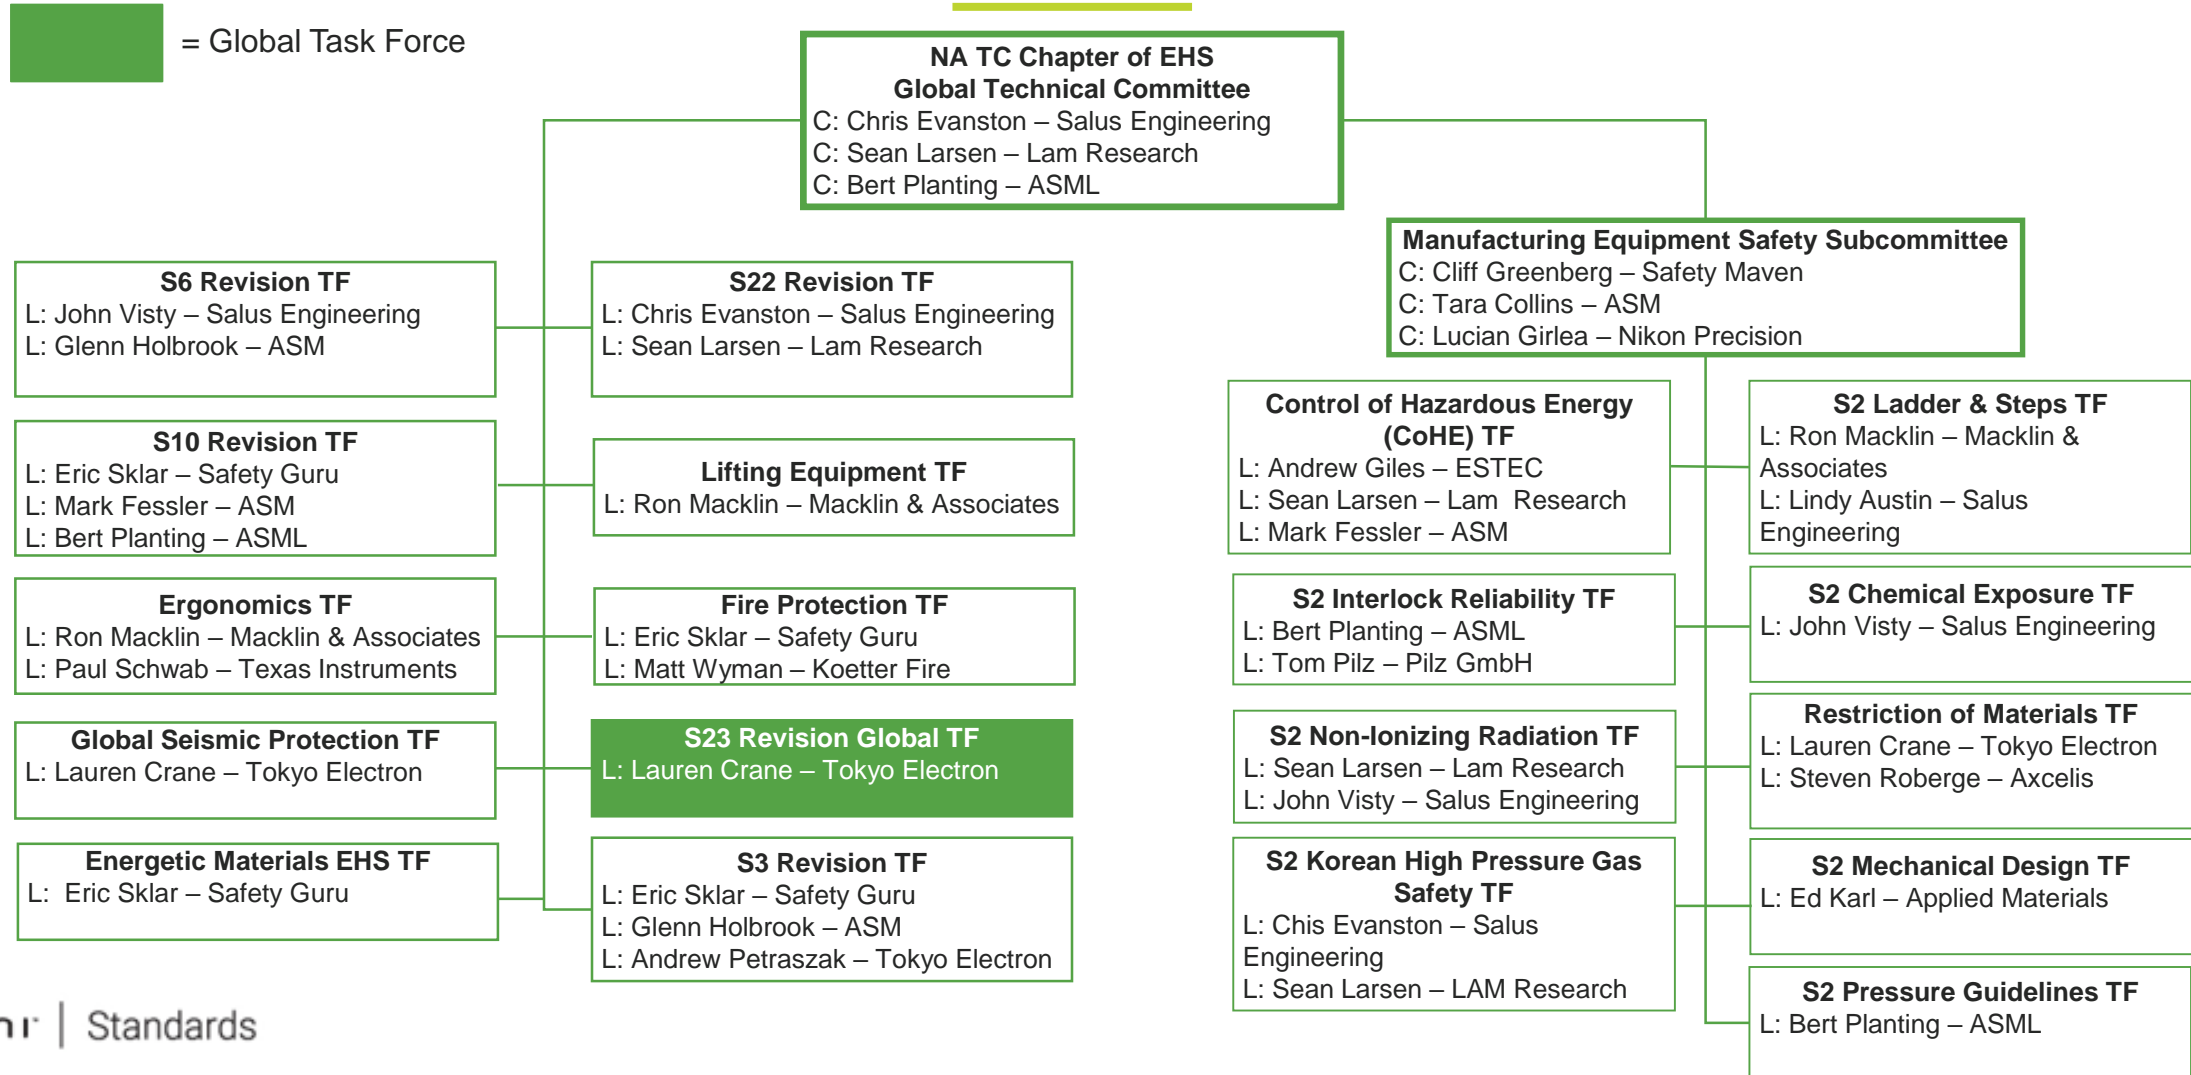 = Global Task Force
NA TC Chapter of EHS
Global Technical Committee
C: Chris Evanston – Salus Engineering
C: Sean Larsen – Lam Research
C: Bert Planting – ASML
Manufacturing Equipment Safety Subcommittee
C: Cliff Greenberg – Safety Maven
C: Tara Collins – ASM
C: Lucian Girlea – Nikon Precision
S6 Revision TF
L: John Visty – Salus Engineering
L: Glenn Holbrook – ASM
S22 Revision TF
L: Chris Evanston – Salus Engineering
L: Sean Larsen – Lam Research
S10 Revision TF
L: Eric Sklar – Safety Guru
L: Mark Fessler – ASM
L: Bert Planting – ASML
Lifting Equipment TF
L: Ron Macklin – Macklin & Associates
Ergonomics TF
L: Ron Macklin – Macklin & Associates
L: Paul Schwab – Texas Instruments
Fire Protection TF
L: Eric Sklar – Safety Guru
L: Matt Wyman – Koetter Fire
Global Seismic Protection TF
L: Lauren Crane – Tokyo Electron
S23 Revision Global TF
L: Lauren Crane – Tokyo Electron
Energetic Materials EHS TF
L: Eric Sklar – Safety Guru
S3 Revision TF
L: Eric Sklar – Safety Guru
L: Glenn Holbrook – ASM
L: Andrew Petraszak – Tokyo Electron
Control of Hazardous Energy
(CoHE) TF
L: Andrew Giles – ESTEC
L: Sean Larsen – Lam Research
L: Mark Fessler – ASM
S2 Ladder & Steps TF
L: Ron Macklin – Macklin &
Associates
L: Lindy Austin – Salus
Engineering
S2 Interlock Reliability TF
L: Bert Planting – ASML
L: Tom Pilz – Pilz GmbH
S2 Chemical Exposure TF
L: John Visty – Salus Engineering
S2 Non-Ionizing Radiation TF
L: Sean Larsen – Lam Research
L: John Visty – Salus Engineering
Restriction of Materials TF
L: Lauren Crane – Tokyo Electron
L: Steven Roberge – Axcelis
S2 Korean High Pressure Gas
Safety TF
L: Chis Evanston – Salus
Engineering
L: Sean Larsen – LAM Research
S2 Mechanical Design TF
L: Ed Karl – Applied Materials
S2 Pressure Guidelines TF
L: Bert Planting – ASML
Standards